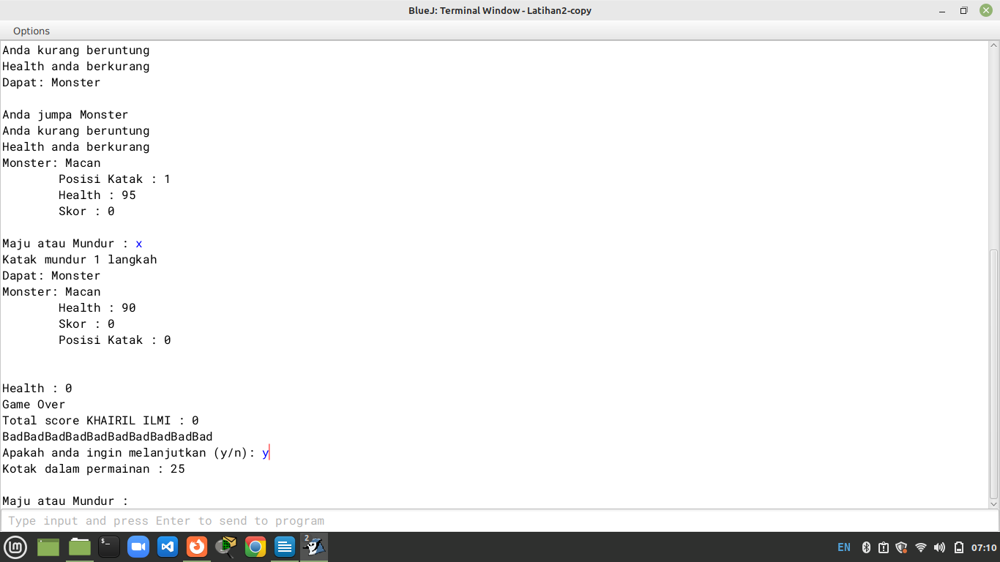 BlueJ: Terminal Window - Latihan2-copy
Options
Anda kurang beruntung
Health anda berkurang
Dapat: Monster
Anda jumpa Monster
Anda kurang beruntung
Health anda berkurang
Monster: Macan
Posisi Katak : 1
Health : 95
Skor : 0
Maju atau Mundur : x
Katak mundur 1 langkah
Dapat: Monster
Monster: Macan
Health : 90
Skor : 0
Posisi Katak : 0
Health : 0
Game Over
Total score KHAIRIL ILMI : 0
BadBadBadBadBadBadBadBadBadBad
Apakah anda ingin melanjutkan (y/n): y
Kotak dalam permainan : 25
Maju atau Mundur :
Type input and press Enter to send to program
2
EN
07:10